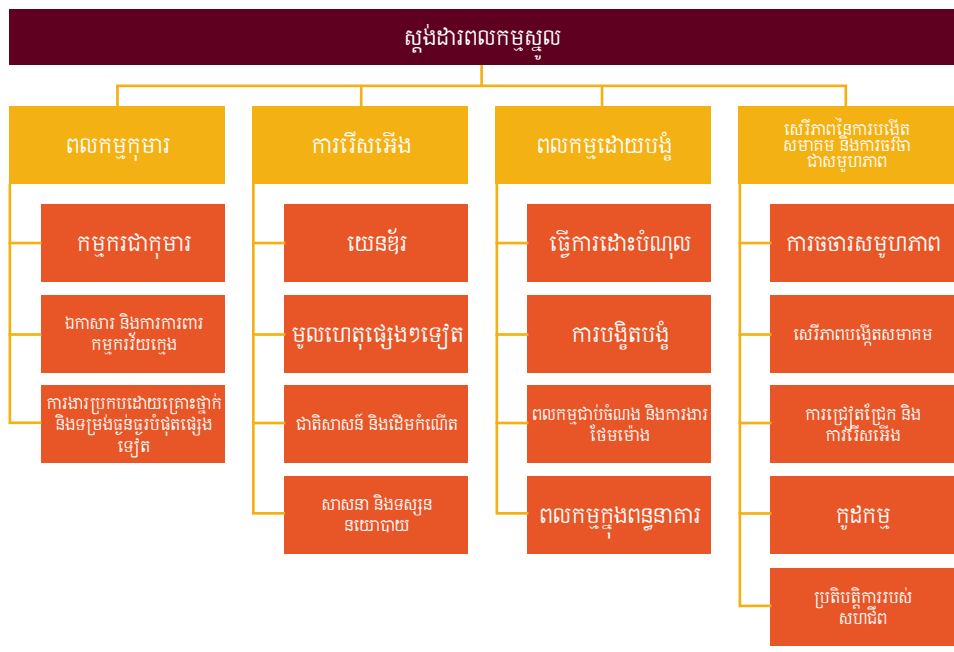 ស្តង់ដារពលកម្មស្នូល
ពលកម្មកុមារ
កម្មករជាកុមារ
ឯកាសារ និងការការពារ
កម្មករវ័យក្មេង
ការងារប្រកបដោយគ្រោះថ្នាក់
និងទម្រង់ធ្ងន់ធ្ងរបំផុតផ្សេង
ទៀត
ការរើសអើង
យេនឌ័រ
មូលហេតុផ្សេងៗទៀត
ជាតិសាសន៍ និងដើមកំណើត
សាសនា និងទស្សន
នយោបាយ
ពលកម្មដោយបង្ខំ
ធ្វើការដោះបំណុល
ការបង្ខិតបង្ខំ
ពលកម្មជាប់ចំណង និងការងារ
ថែមម៉ោង
ពលកម្មក្នុងពន្ធនាគារ
សេរីភាពនៃការបង្កើត
សមាគម និងការចរចា
ជាសមូហភាព
ការចចារសមូហភាព
សេរីភាពបង្កើតសមាគម
ការជ្រៀតជ្រែក និង
ការរើសអើង
កូដកម្ម
ប្រតិបត្តិការរបស់
សហជីព